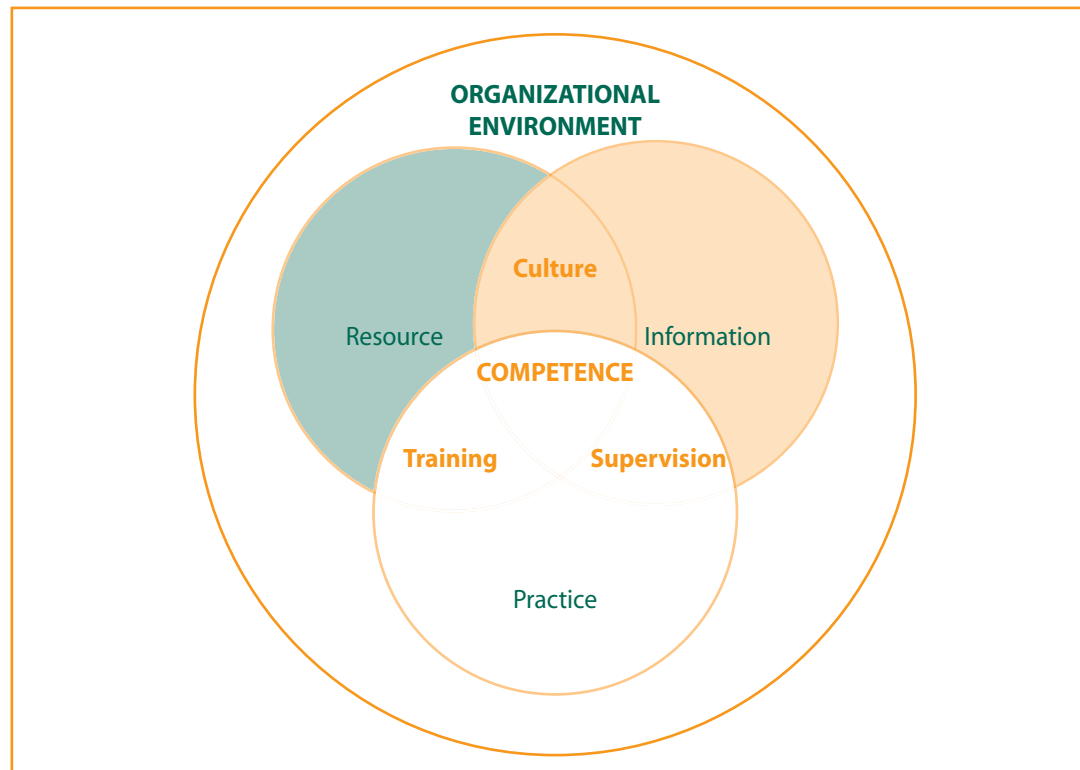 ORGANIZATIONAL
ENVIRONMENT
Culture
Resource
Information
COMPETENCE
Training
Supervision
Practice